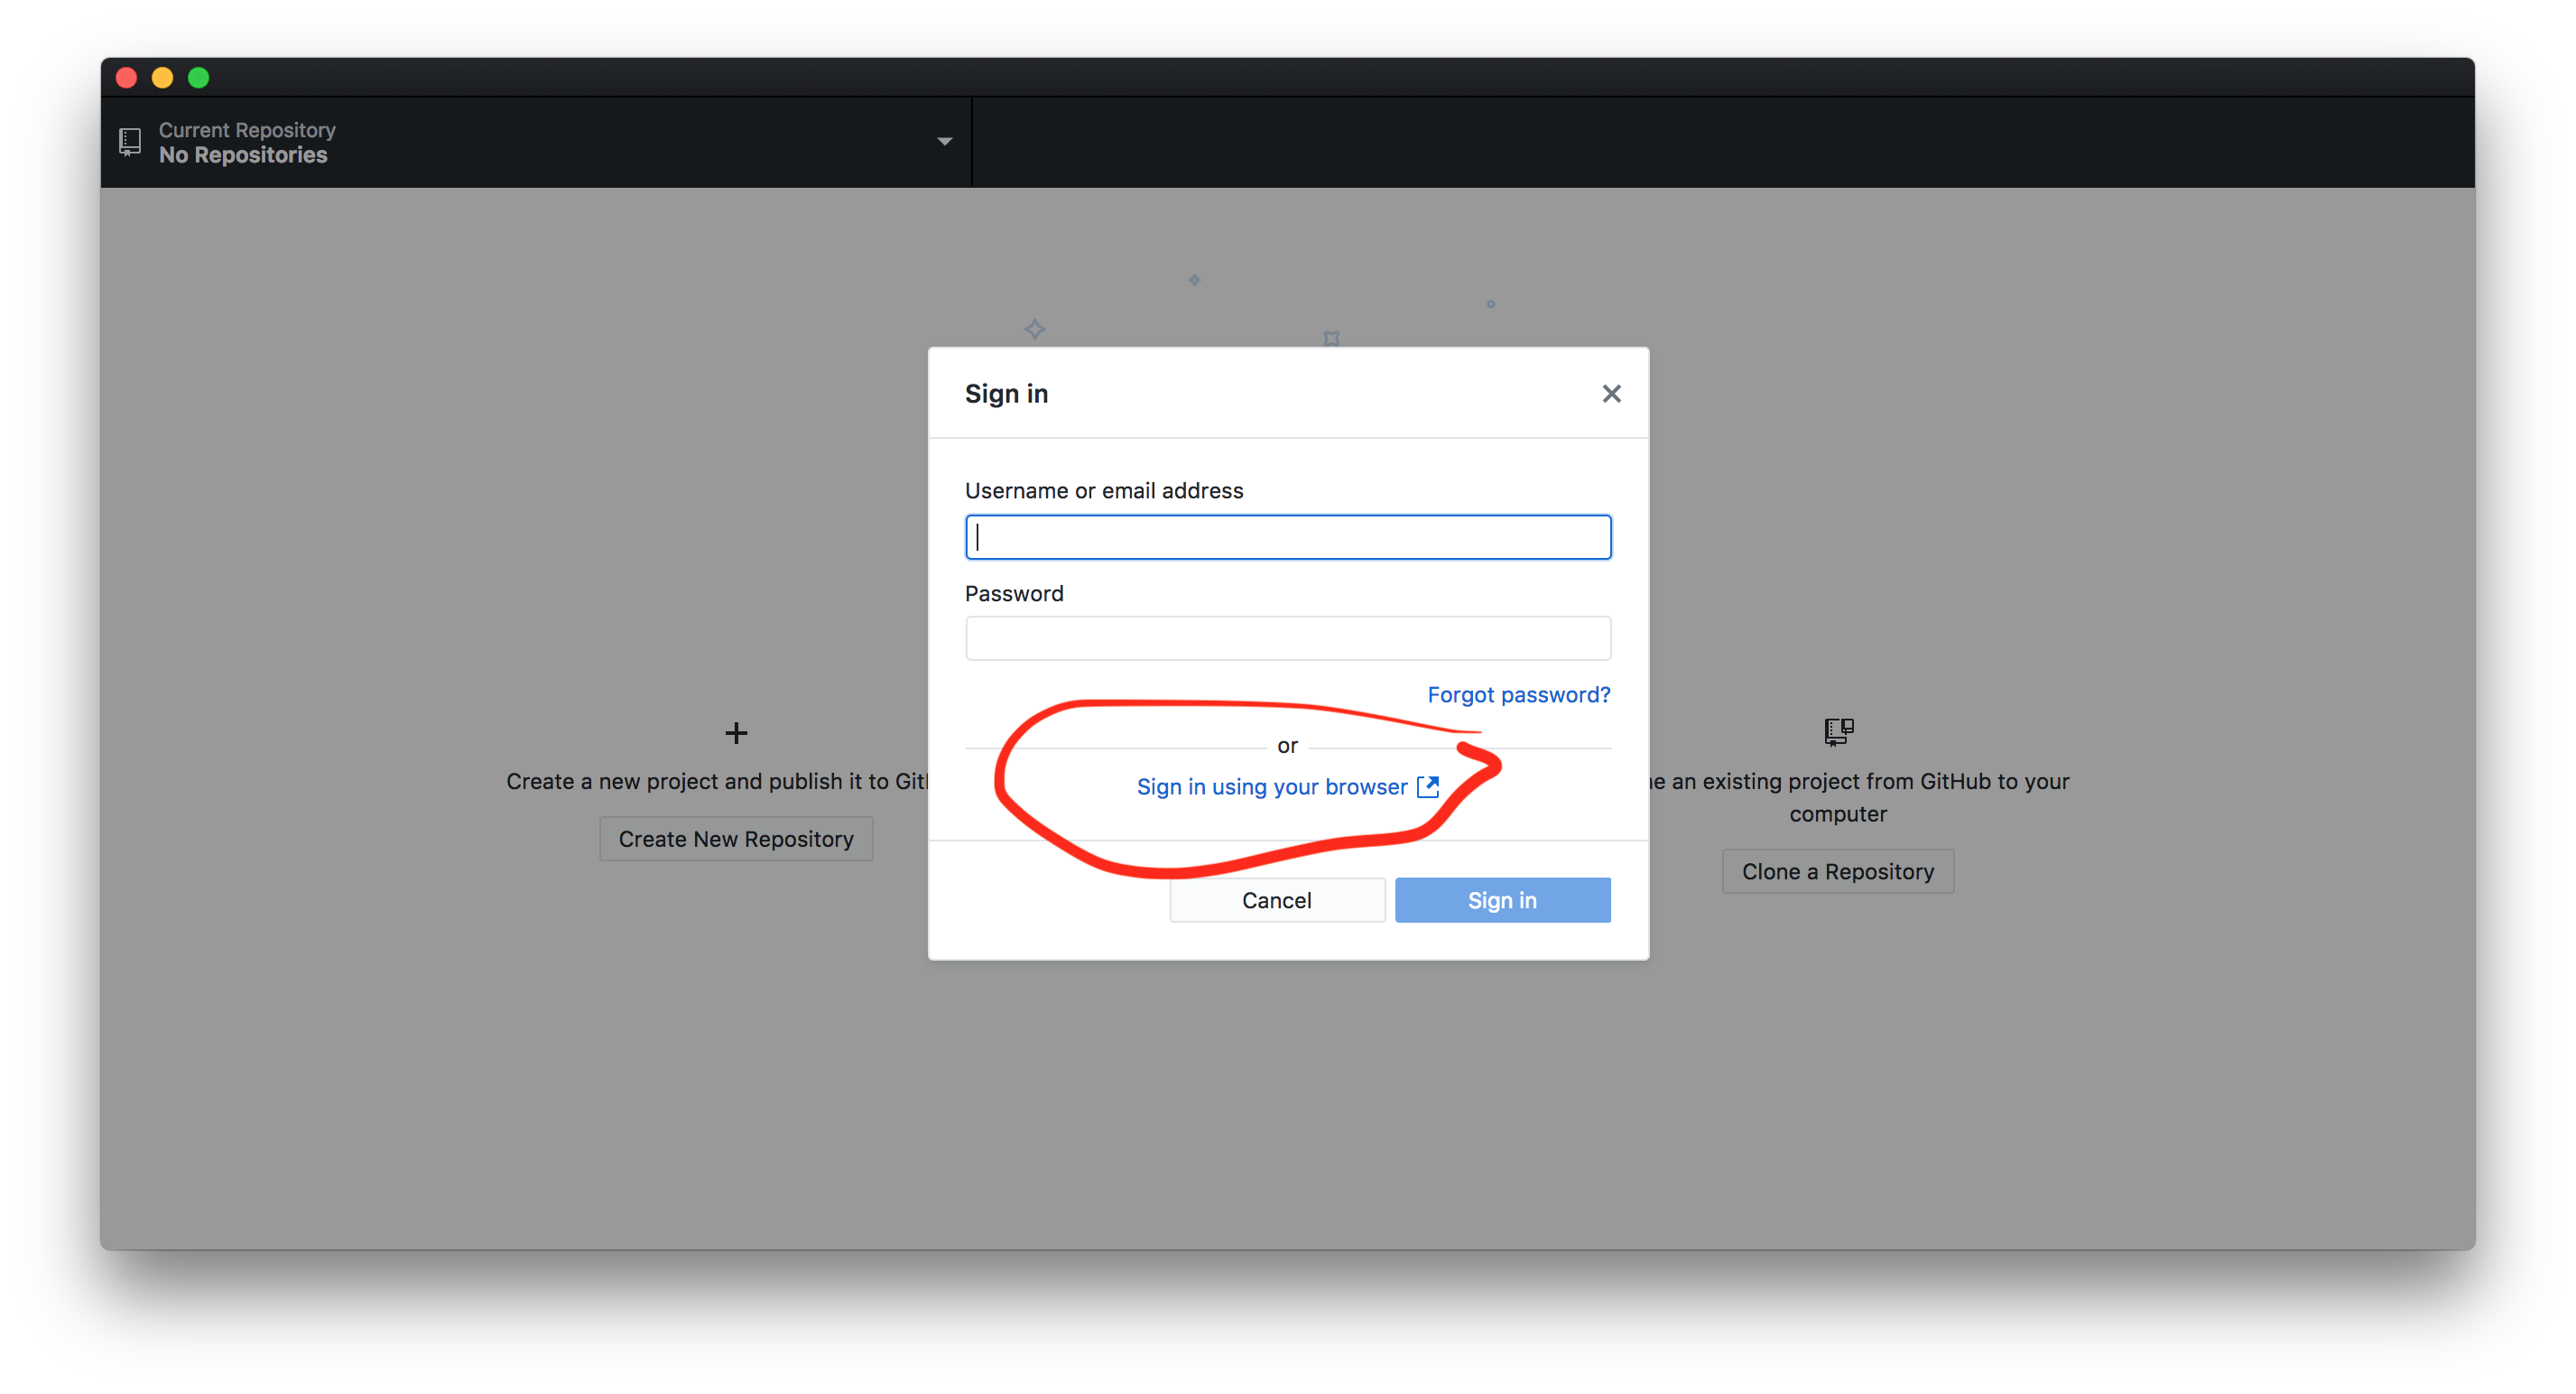 Current Repository
No Repositories
Sign in
Username or email address
Password
Forgot password?
or
Sign in using your browser
Cancel
Sign in
Create a new project and publish it to
Create New Repository
an existing project from GitHub to your
computer
Clone a Repository